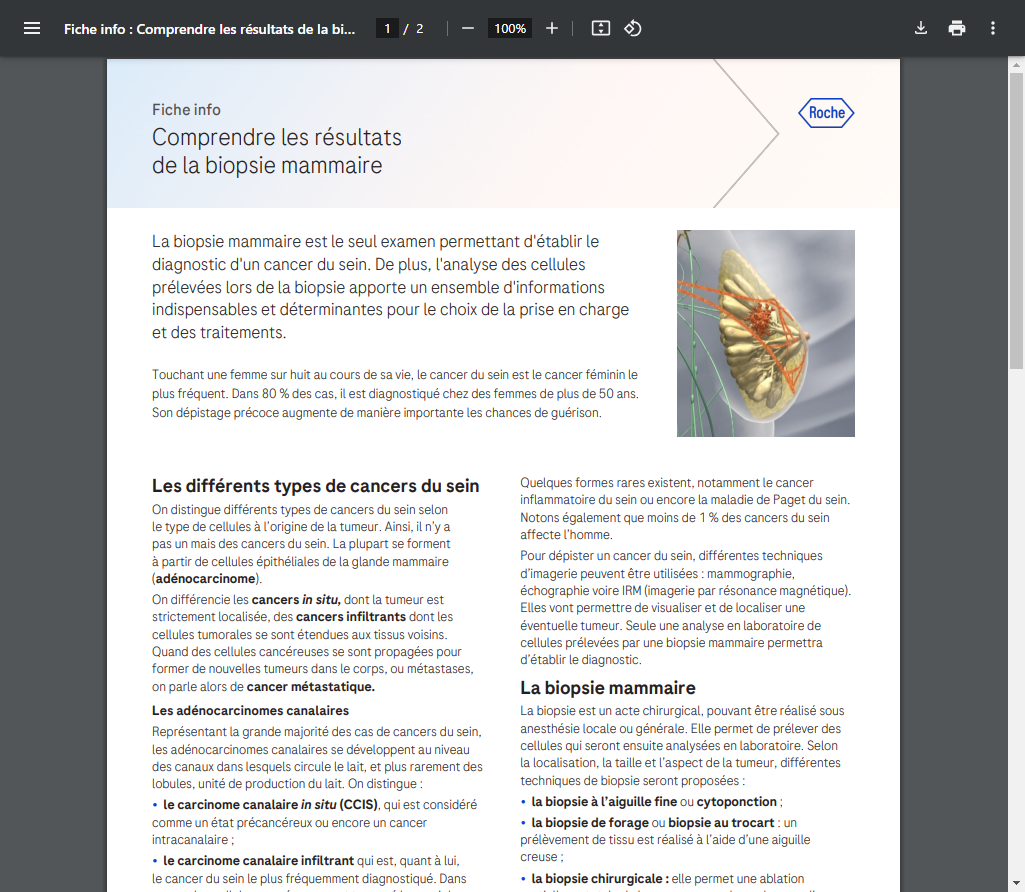 Fiche info : Comprendre les résultats de la bi...
1 / 2
100%
Fiche info
Comprendre les résultats
de la biopsie mammaire
Roche
La biopsie mammaire est le seul examen permettant d'établir le
diagnostic d'un cancer du sein. De plus, l'analyse des cellules
prélevées lors de la biopsie apporte un ensemble d'informations
indispensables et déterminantes pour le choix de la prise en charge
et des traitements.
Touchant une femme sur huit au cours de sa vie, le cancer du sein est le cancer féminin le
plus fréquent. Dans 80 % des cas, il est diagnostiqué chez des femmes de plus de 50 ans.
Son dépistage précoce augmente de manière importante les chances de guérison.
Les différents types de cancers du sein
On distingue différents types de cancers du sein selon
le type de cellules à l'origine de la tumeur. Ainsi, il n'y a
pas un mais des cancers du sein. La plupart se forment
à partir de cellules épithéliales de la glande mammaire
(adénocarcinome).
On différencie les cancers in situ, dont la tumeur est
strictement localisée, des cancers infiltrants dont les
cellules tumorales se sont étendues aux tissus voisins.
Quand des cellules cancéreuses se sont propagées pour
former de nouvelles tumeurs dans le corps, ou métastases,
on parle alors de cancer métastatique.
Les adénocarcinomes canalaires
Représentant la grande majorité des cas de cancers du sein,
les adénocarcinomes canalaires se développent au niveau
des canaux dans lesquels circule le lait, et plus rarement des
lobules, unité de production du lait. On distingue :
• le carcinome canalaire in situ (CCIS), qui est considéré
comme un état précancéreux ou encore un cancer
intracanalaire ;
• le carcinome canalaire infiltrant qui est, quant à lui,
le cancer du sein le plus fréquemment diagnostiqué. Dans
Quelques formes rares existent, notamment le cancer
inflammatoire du sein ou encore la maladie de Paget du sein.
Notons également que moins de 1 % des cancers du sein
affecte l'homme.
Pour dépister un cancer du sein, différentes techniques
d'imagerie peuvent être utilisées : mammographie,
échographie voire IRM (imagerie par résonance magnétique).
Elles vont permettre de visualiser et de localiser une
éventuelle tumeur. Seule une analyse en laboratoire de
cellules prélevées par une biopsie mammaire permettra
d'établir le diagnostic.
La biopsie mammaire
La biopsie est un acte chirurgical, pouvant être réalisé sous
anesthésie locale ou générale. Elle permet de prélever des
cellules qui seront ensuite analysées en laboratoire. Selon
la localisation, la taille et l'aspect de la tumeur, différentes
techniques de biopsie seront proposées :
• la biopsie à l'aiguille fine ou cytoponction ;
• la biopsie de forage ou biopsie au trocart : un
prélèvement de tissu est réalisé à l'aide d'une aiguille
creuse ;
• la biopsie chirurgicale : elle permet une ablation